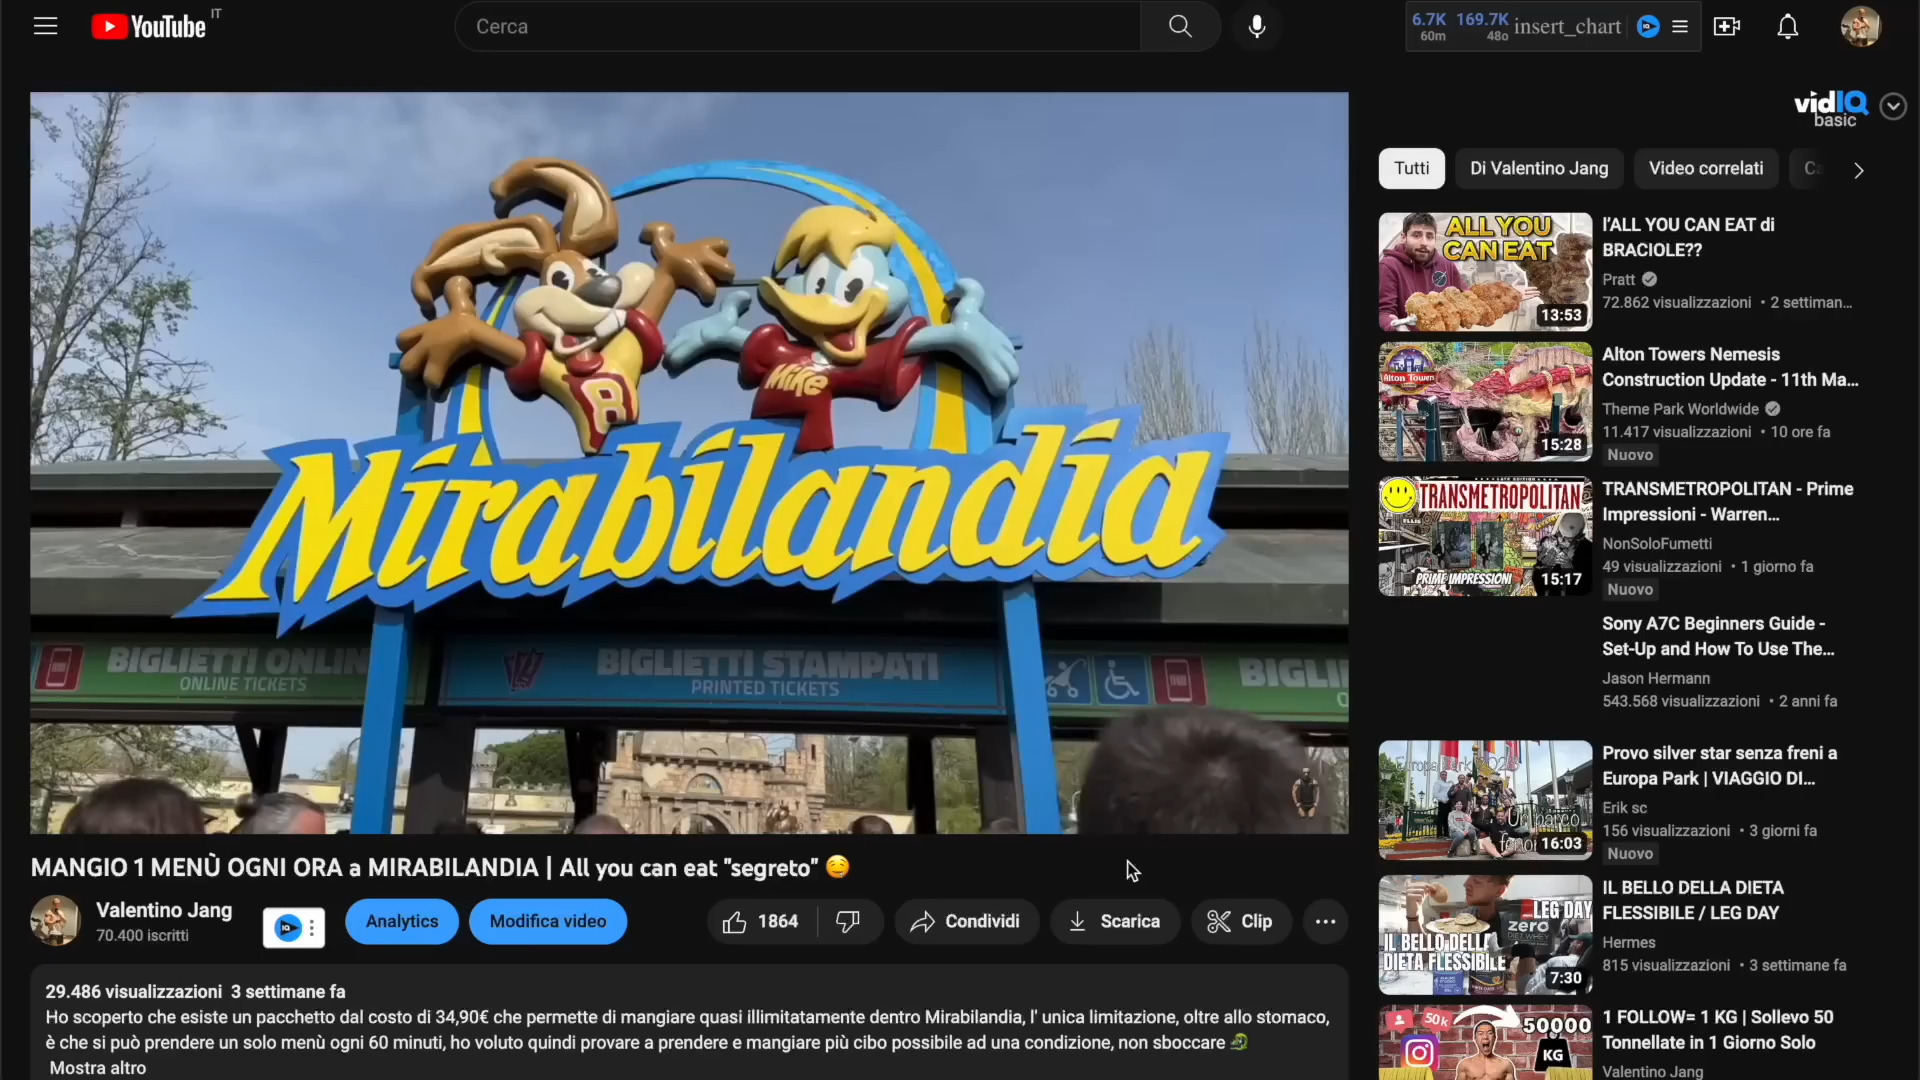 YouTube IT
Cerca
6.7K 169.7K insert_chart
60m 48o
vidIQ
basic
Tutti
Di Valentino Jang
Video correlati
B
Mike
Mirabilandia
BIGLIETTI ONLIN
ONLINE TICKETS
BIGLIETTI STAMPATI
PRINTED TICKETS
BIGLI
MANGIO 1 MENÙ OGNI ORA a MIRABILANDIA | All you can eat "segreto" 🤤
Valentino Jang
70.400 iscritti
Analytics
Modifica video
1864
Condividi
Scarica
Clip
29.486 visualizzazioni 3 settimane fa
Ho scoperto che esiste un pacchetto dal costo di 34,90€ che permette di mangiare quasi illimitatamente dentro Mirabilandia, l' unica limitazione, oltre allo stomaco,
è che si può prendere un solo menù ogni 60 minuti, ho voluto quindi provare a prendere e mangiare più cibo possibile ad una condizione, non sboccare
Mostra altro
ALL YOU
CAN EAT
13:53
l'ALL YOU CAN EAT di
BRACIOLE??
Pratt
72.862 visualizzazioni • 2 settiman...
Alton Towers
15:28
Alton Towers Nemesis
Construction Update - 11th Ma...
Theme Park Worldwide
11.417 visualizzazioni • 10 ore fa
Nuovo
TRANSMETROPOLITAN
ELLIS
PRIME IMPRESSIONI
15:17
TRANSMETROPOLITAN - Prime
Impressioni - Warren...
NonSoloFumetti
49 visualizzazioni • 1 giorno fa
Nuovo
Sony A7C Beginners Guide -
Set-Up and How To Use The...
Jason Hermann
543.568 visualizzazioni • 2 anni fa
Un parco
16:03
Provo silver star senza freni a
Europa Park | VIAGGIO DI...
Erik sc
156 visualizzazioni • 3 giorni fa
Nuovo
LEG DAY
zero
IL BELLO DELLA
DIETA FLESSIBILE
7:30
IL BELLO DELLA DIETA
FLESSIBILE / LEG DAY
Hermes
815 visualizzazioni • 3 settimane fa
50k
50000
KG
1 FOLLOW= 1 KG | Sollevo 50
Tonnellate in 1 Giorno Solo
Valentino Jang